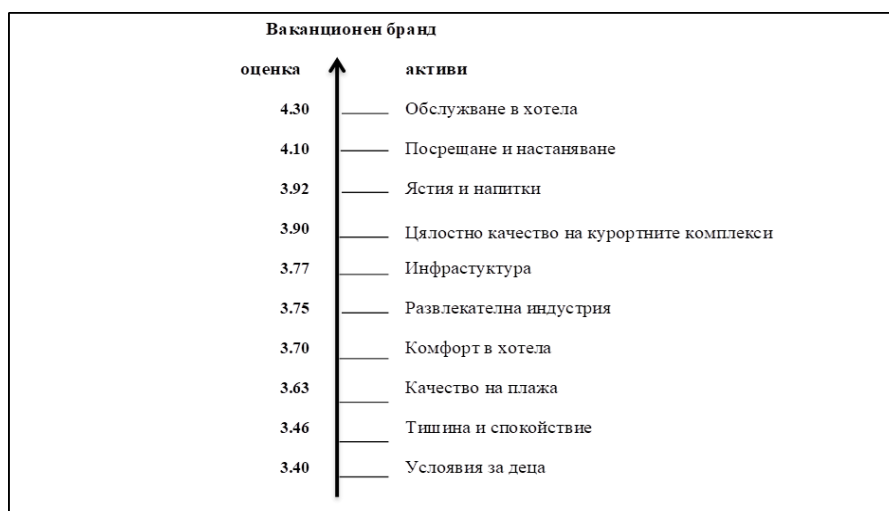 Ваканционен бранд
оценка активи
4.30 Обслужване в хотела
4.10 Посрещане и настаняване
3.92 Ястия и напитки
3.90 Цялостно качество на курортните комплекси
3.77 Инфраструктура
3.75 Развлекателна индустрия
3.70 Комфорт в хотела
3.63 Качество на плажа
3.46 Тишина и спокойствие
3.40 Услоявия за деца